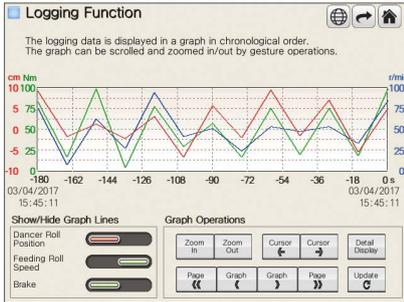 Logging Function
The logging data is displayed in a graph in chronological order.
The graph can be scrolled and zoomed in/out by gesture operations.
cm Nm r/min
10 100 100
5 75 75
0 50 50
-5 25 25
-10 0 0
-180 -162 -144 -126 -108 -90 -72 -54 -36 -18 0 s
03/04/2017 03/04/2017
15:45:11 15:45:11
Show/Hide Graph Lines Graph Operations
Dancer Roll
Position
Feeding Roll
Speed
Brake
Zoom
In
Zoom
Out
Cursor
Cursor
Detail
Display
Page
Graph
Graph
Page
Update